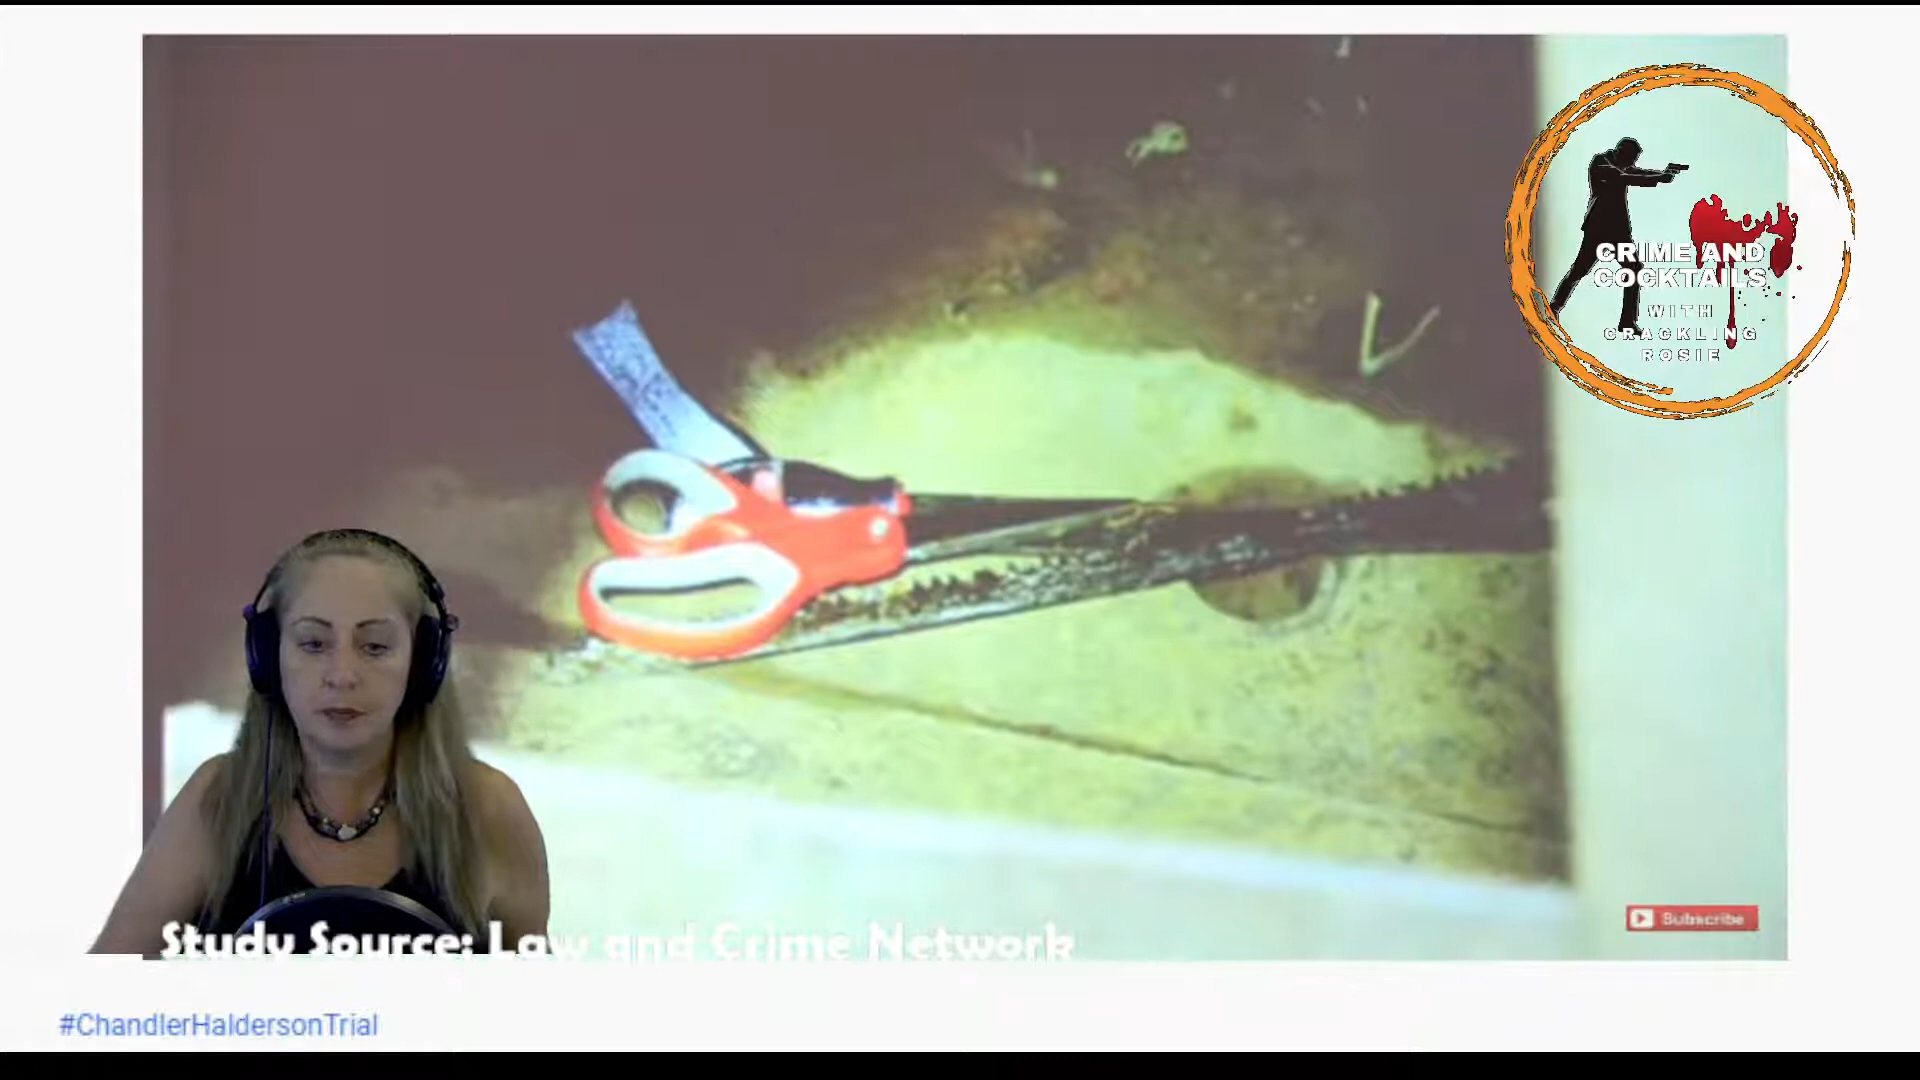 CRIME AND
COCKTAILS
WITH
CRACKLING
ROSIE
Subscribe
Study Source: Law and Crime Network
#ChandlerHaldersonTrial